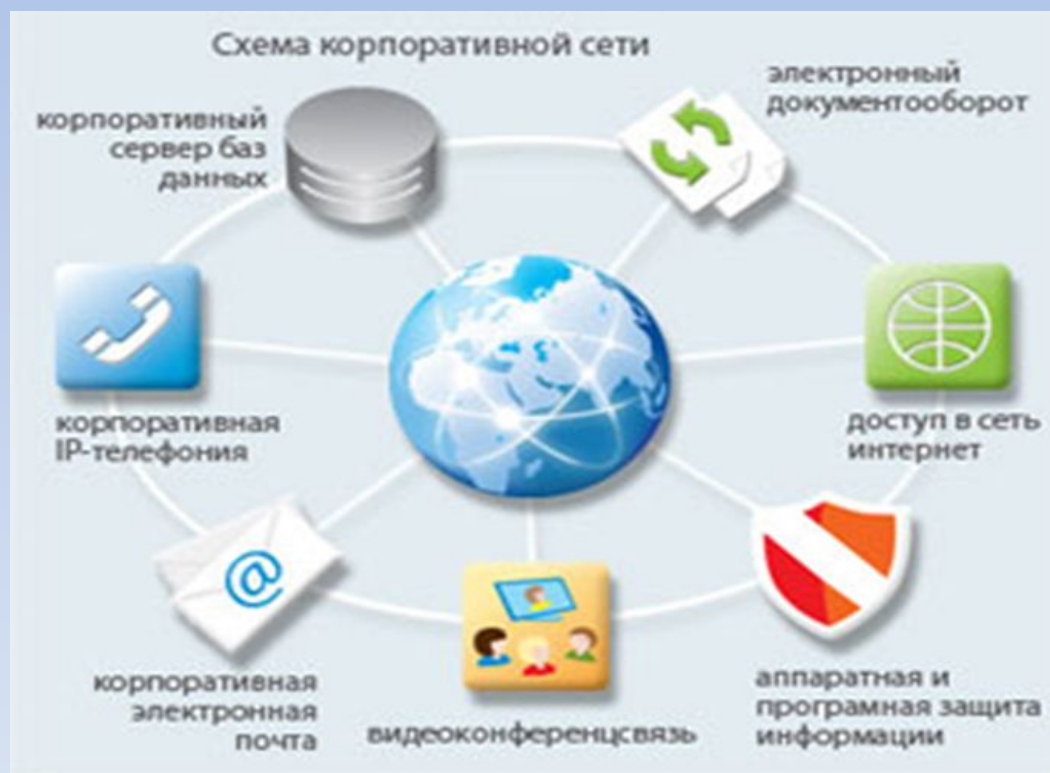 Схема корпоративной сети
корпоративный
сервер баз
данных
электронный
документооборот
корпоративная
IP-телефония
доступ в сеть
интернет
@
корпоративная
электронная
почта
видеоконференцсвязь
аппаратная и
програмная защита
информации